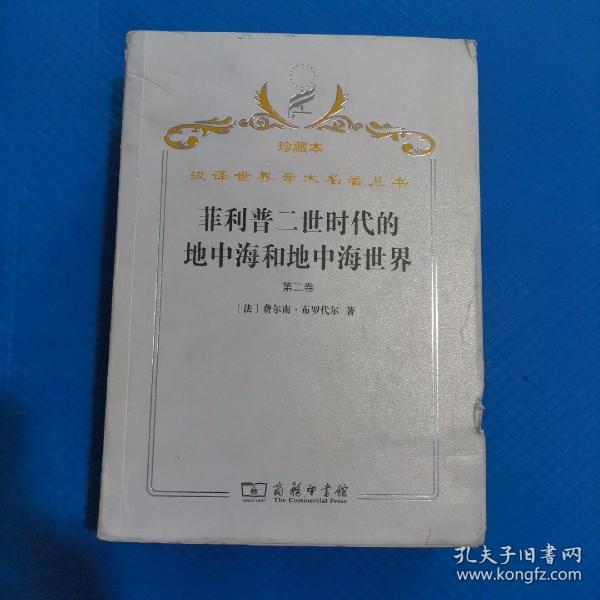 珍藏本
汉译世界学术名著丛书
菲利普二世时代的
地中海和地中海世界
第二卷
〔法〕费尔南·布罗代尔 著
商务印书馆
The Commercial Press
SINCE 1897
孔夫子旧书网
www.kongfz.com